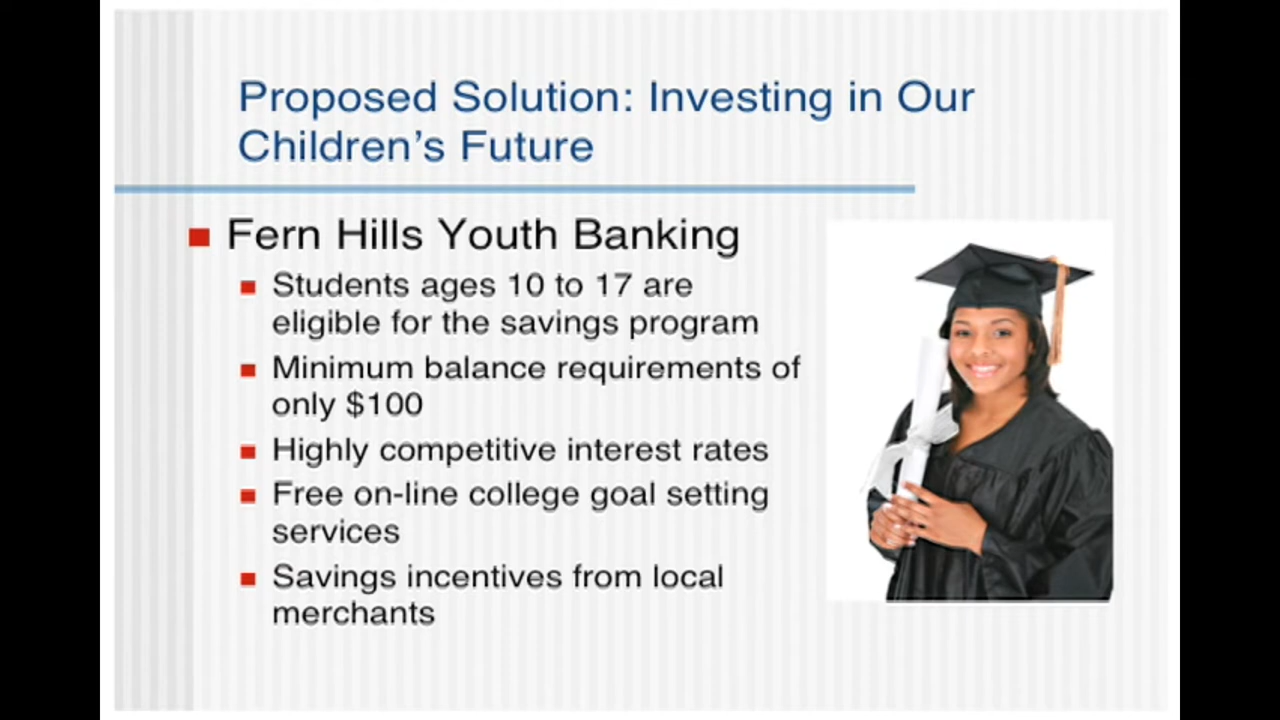 Proposed Solution: Investing in Our
Children's Future
Fern Hills Youth Banking
Students ages 10 to 17 are
eligible for the savings program
Minimum balance requirements of
only $100
Highly competitive interest rates
Free on-line college goal setting
services
Savings incentives from local
merchants